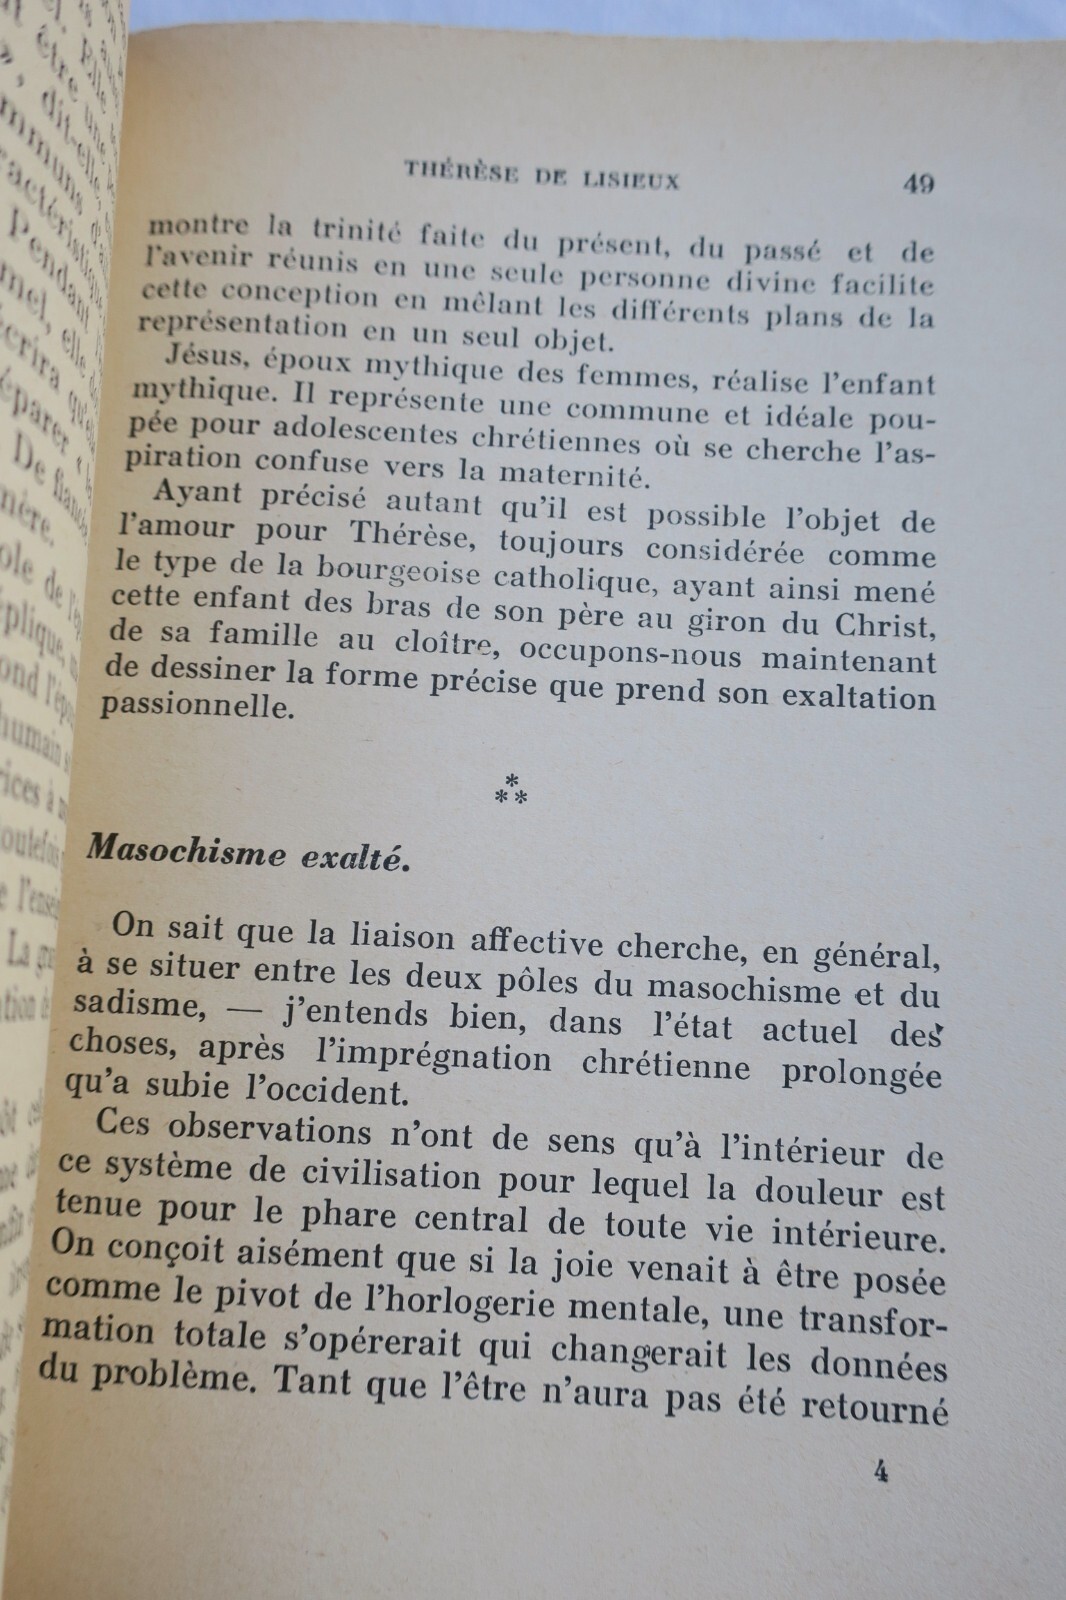 THÉRÈSE DE LISIEUX 49
montre la trinité faite du présent, du passé et de
l'avenir réunis en une seule personne divine facilite
cette conception en mêlant les différents plans de la
représentation en un seul objet.
Jésus, époux mythique des femmes, réalise l'enfant
mythique. Il représente une commune et idéale pou-
pée pour adolescentes chrétiennes où se cherche l'as-
piration confuse vers la maternité.
Ayant précisé autant qu'il est possible l'objet de
l'amour pour Thérèse, toujours considérée comme
le type de la bourgeoise catholique, ayant ainsi mené
cette enfant des bras de son père au giron du Christ,
de sa famille au cloître, occupons-nous maintenant
de dessiner la forme précise que prend son exaltation
passionnelle.
*
* *
Masochisme exalté.
On sait que la liaison affective cherche, en général,
à se situer entre les deux pôles du masochisme et du
sadisme, — j'entends bien, dans l'état actuel des
choses, après l'imprégnation chrétienne prolongée
qu'a subie l'occident.
Ces observations n'ont de sens qu'à l'intérieur de
ce système de civilisation pour lequel la douleur est
tenue pour le phare central de toute vie intérieure.
On conçoit aisément que si la joie venait à être posée
comme le pivot de l'horlogerie mentale, une transfor-
mation totale s'opérerait qui changerait les données
du problème. Tant que l'être n'aura pas été retourné
4